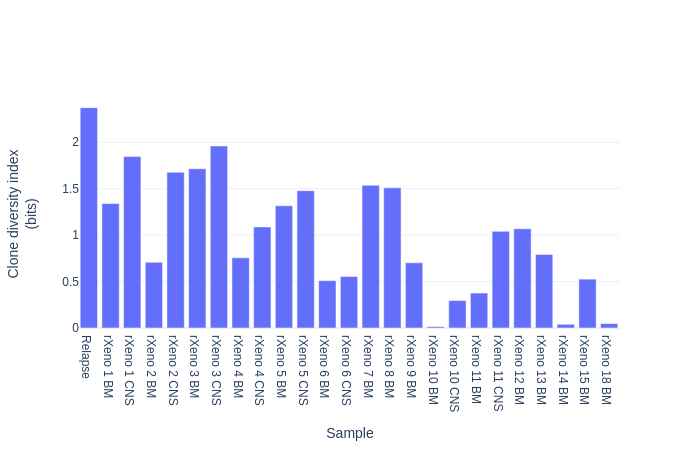 Clone diversity index
(bits)
2
1.5
1
0.5
0
Relapse
rXeno 1 BM
rXeno 1 CNS
rXeno 2 BM
rXeno 2 CNS
rXeno 3 BM
rXeno 3 CNS
rXeno 4 BM
rXeno 4 CNS
rXeno 5 BM
rXeno 5 CNS
rXeno 6 BM
rXeno 6 CNS
rXeno 7 BM
rXeno 8 BM
rXeno 9 BM
rXeno 10 BM
rXeno 10 CNS
rXeno 11 BM
rXeno 11 CNS
rXeno 12 BM
rXeno 13 BM
rXeno 14 BM
rXeno 15 BM
rXeno 18 BM
Sample